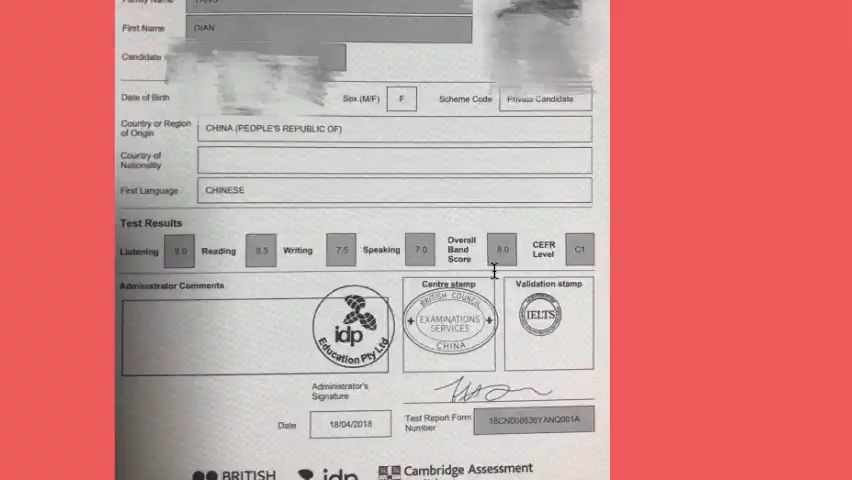 Family Name YANG
First Name DIAN
Candidate
Date of Birth Sex (M/F) F Scheme Code Private Candidate
Country or Region of Origin CHINA (PEOPLE'S REPUBLIC OF)
Country of Nationality
First Language CHINESE
Test Results
Listening 9.0 Reading 8.5 Writing 7.5 Speaking 7.0 Overall Band Score 8.0 CEFR Level C1
Administrator Comments Centre stamp Validation stamp
idp Education Pty Ltd
BRITISH COUNCIL EXAMINATIONS SERVICES CHINA
IELTS
Administrator's Signature
Date 18/04/2018 Test Report Form Number
BRITISH idp Cambridge Assessment